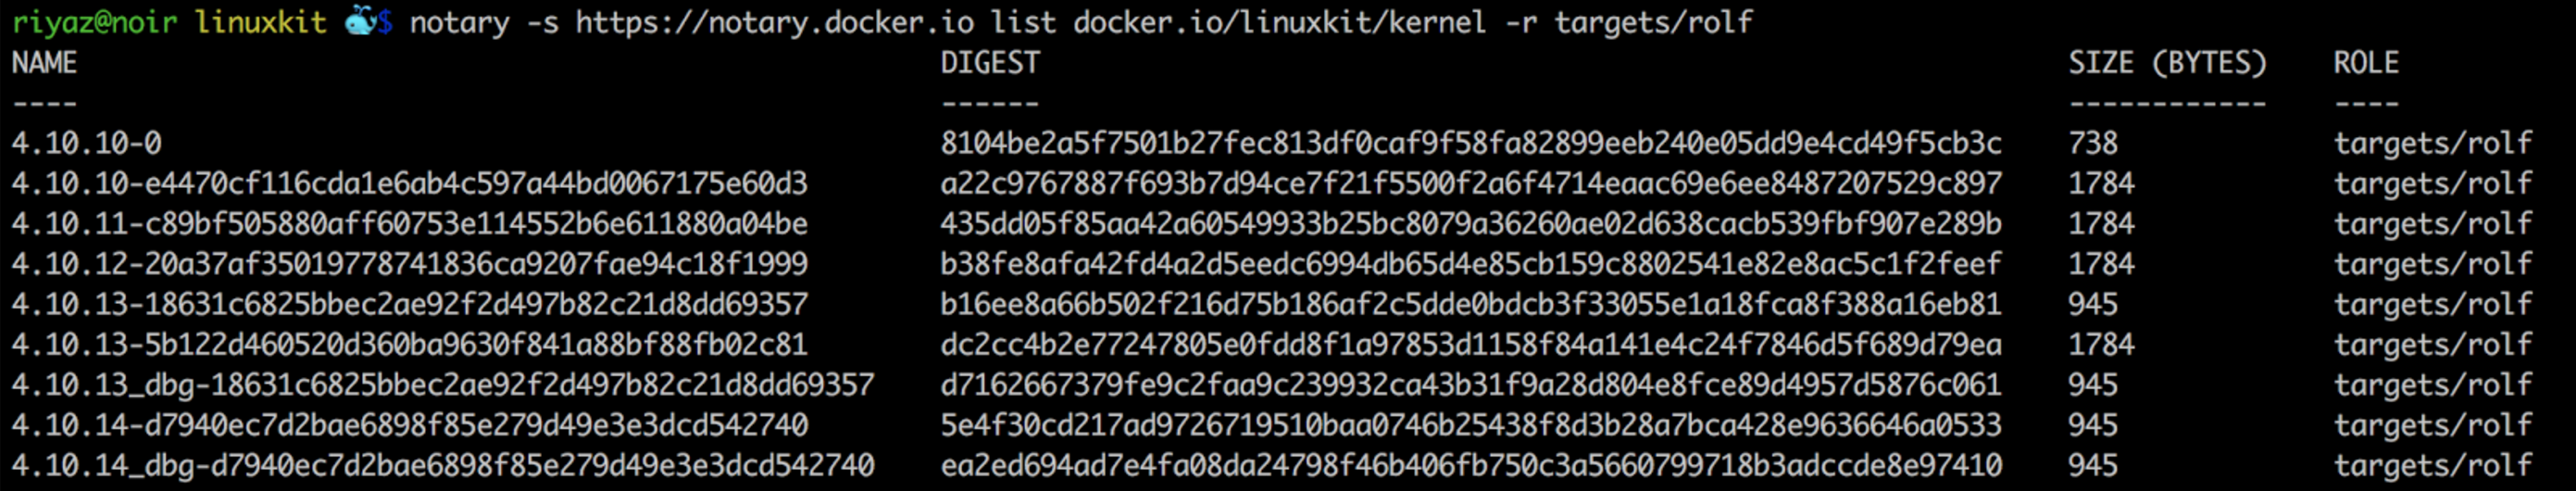 riyaz@noir linuxkit 🐳$ notary -s https://notary.docker.io list docker.io/linuxkit/kernel -r targets/rolf
NAME DIGEST SIZE (BYTES) ROLE
---- ------ ------------ ----
4.10.10-0 8104be2a5f7501b27fec813df0caf9f58fa82899eeb240e05dd9e4cd49f5cb3c 738 targets/rolf
4.10.10-e4470cf116cda1e6ab4c597a44bd0067175e60d3 a22c9767887f693b7d94ce7f21f5500f2a6f4714eaac69e6ee8487207529c897 1784 targets/rolf
4.10.11-c89bf505880aff60753e114552b6e611880a04be 435dd05f85aa42a60549933b25bc8079a36260ae02d638cacb539fbf907e289b 1784 targets/rolf
4.10.12-20a37af35019778741836ca9207fae94c18f1999 b38fe8afa42fd4a2d5eedc6994db65d4e85cb159c8802541e82e8ac5c1f2feef 1784 targets/rolf
4.10.13-18631c6825bbec2ae92f2d497b82c21d8dd69357 b16ee8a66b502f216d75b186af2c5dde0bdcb3f33055e1a18fca8f388a16eb81 945 targets/rolf
4.10.13-5b122d460520d360ba9630f841a88bf88fb02c81 dc2cc4b2e77247805e0fdd8f1a97853d1158f84a141e4c24f7846d5f689d79ea 1784 targets/rolf
4.10.13_dbg-18631c6825bbec2ae92f2d497b82c21d8dd69357 d7162667379fe9c2faa9c239932ca43b31f9a28d804e8fce89d4957d5876c061 945 targets/rolf
4.10.14-d7940ec7d2bae6898f85e279d49e3e3dcd542740 5e4f30cd217ad9726719510baa0746b25438f8d3b28a7bca428e9636646a0533 945 targets/rolf
4.10.14_dbg-d7940ec7d2bae6898f85e279d49e3e3dcd542740 ea2ed694ad7e4fa08da24798f46b406fb750c3a5660799718b3adccde8e97410 945 targets/rolf